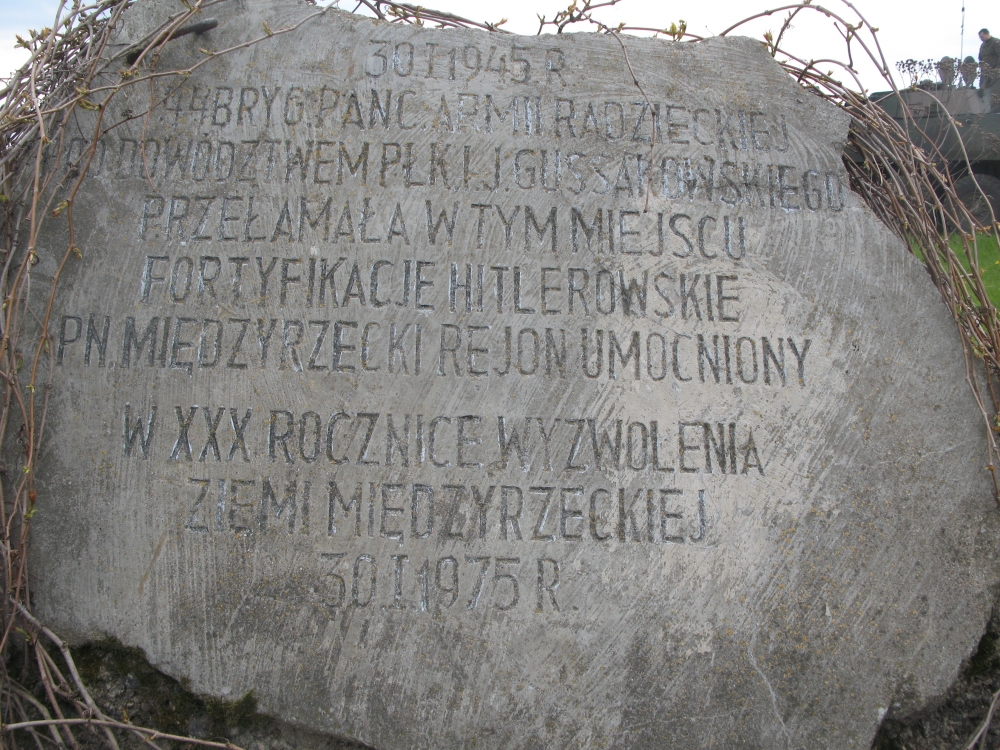 30 I 1945 R.
44 BRYG. PANC. ARMII RADZIECKIEJ
POD DOWÓDZTWEM PŁK. I. J. GUSSAKOWSKIEGO
PRZEŁAMAŁA W TYM MIEJSCU
FORTYFIKACJE HITLEROWSKIE
PN. MIĘDZYRZECKI REJON UMOCNIONY
W XXX ROCZNICĘ WYZWOLENIA
ZIEMI MIĘDZYRZECKIEJ
30.I.1975 R.